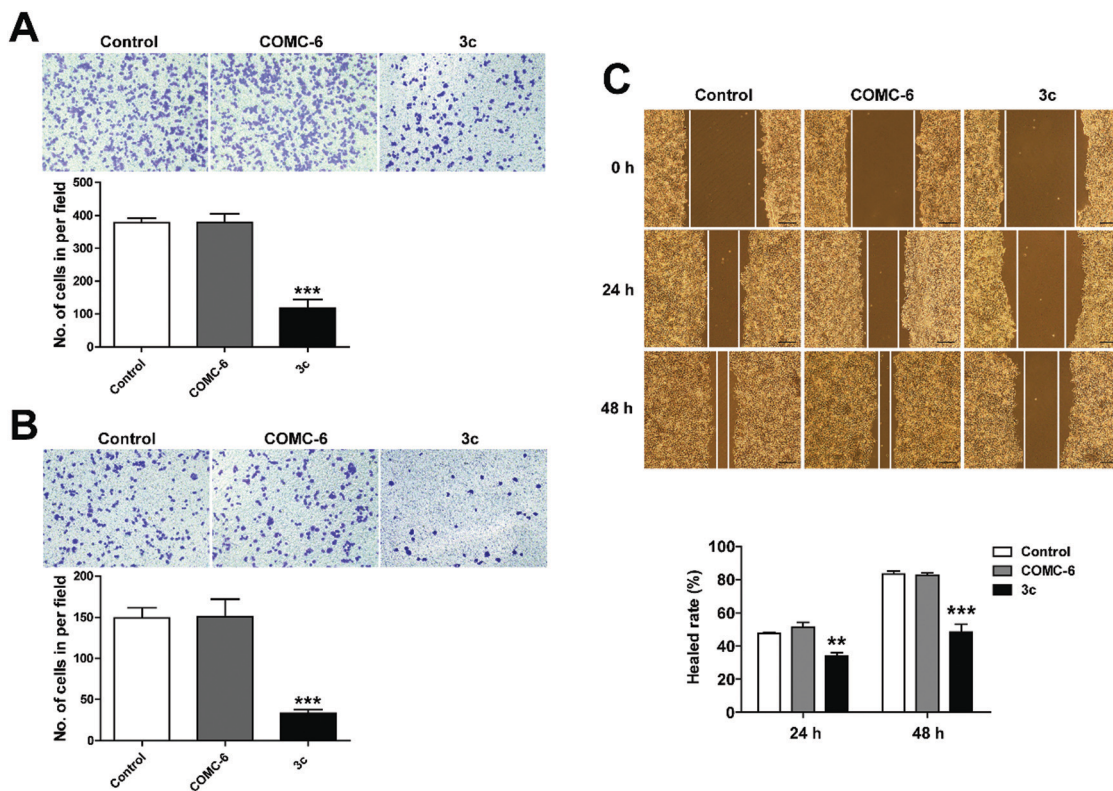 A
Control COMC-6 3c
No. of cells in per field
500
400
300
200
100
0
***
Control COMC-6 3c
B
Control COMC-6 3c
No. of cells in per field
150
100
50
0
***
Control COMC-6 3c
C
Control COMC-6 3c
0 h
24 h
48 h
Healed rate (%)
100
80
60
40
20
0
**
***
Control
COMC-6
3c
24 h 48 h